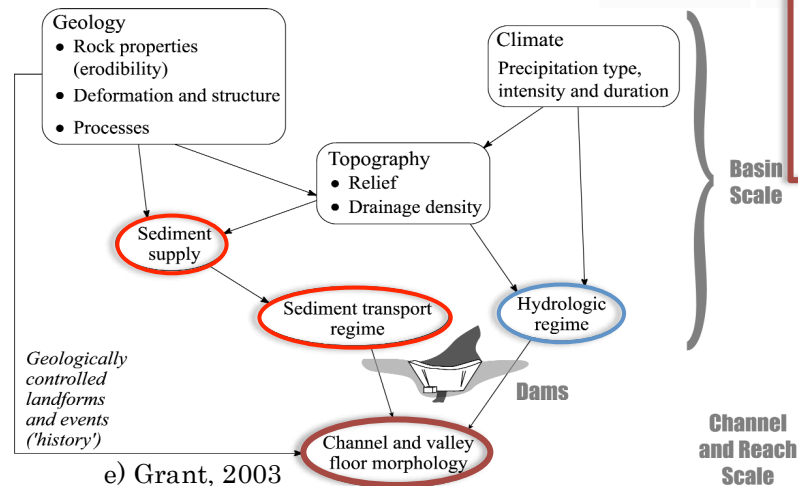 Geology
• Rock properties
(erodibility)
• Deformation and structure
• Processes
Climate
Precipitation type,
intensity and duration
Topography
• Relief
• Drainage density
Basin
Scale
Sediment
supply
Sediment transport
regime
Hydrologic
regime
Geologically
controlled
landforms
and events
('history')
Dams
Channel and valley
floor morphology
Channel
and Reach
Scale
e) Grant, 2003